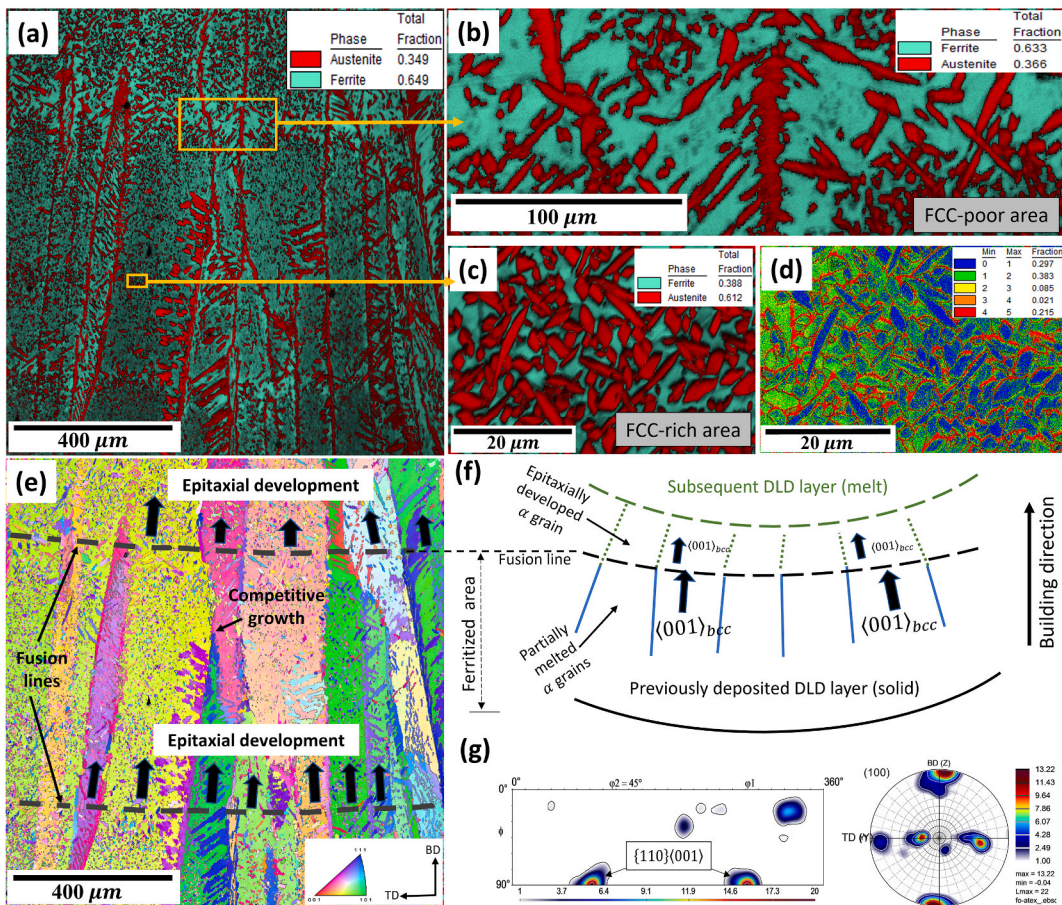 (a)
Total
Phase Fraction
Austenite 0.349
Ferrite 0.649
400 μm
(b)
Total
Phase Fraction
Ferrite 0.633
Austenite 0.366
100 μm
FCC-poor area
(c)
Total
Phase Fraction
Ferrite 0.388
Austenite 0.612
20 μm
FCC-rich area
(d)
Min Max Fraction
0 1 0.297
1 2 0.383
2 3 0.085
3 4 0.021
4 5 0.215
20 μm
(e)
Epitaxial development
Competitive
growth
Fusion
lines
Epitaxial development
400 μm
111
001 101
BD
TD
(f)
Epitaxially
developed
α grain
Subsequent DLD layer (melt)
Fusion line
⟨001⟩bcc
⟨001⟩bcc
Ferritized area
Partially
melted
α grains
⟨001⟩bcc
⟨001⟩bcc
Previously deposited DLD layer (solid)
Building direction
(g)
0° φ2 = 45° φ1 360°
0°
ϕ
90°
{110}⟨001⟩
1 3.7 6.4 9.1 11.9 14.6 17.3 20
(100)
BD (Z)
TD (Y)
13.22
11.43
9.64
7.86
6.07
4.28
2.49
1.00
max = 13.22
min = -0.04
Lmax = 22
fo-atex_.ebsc